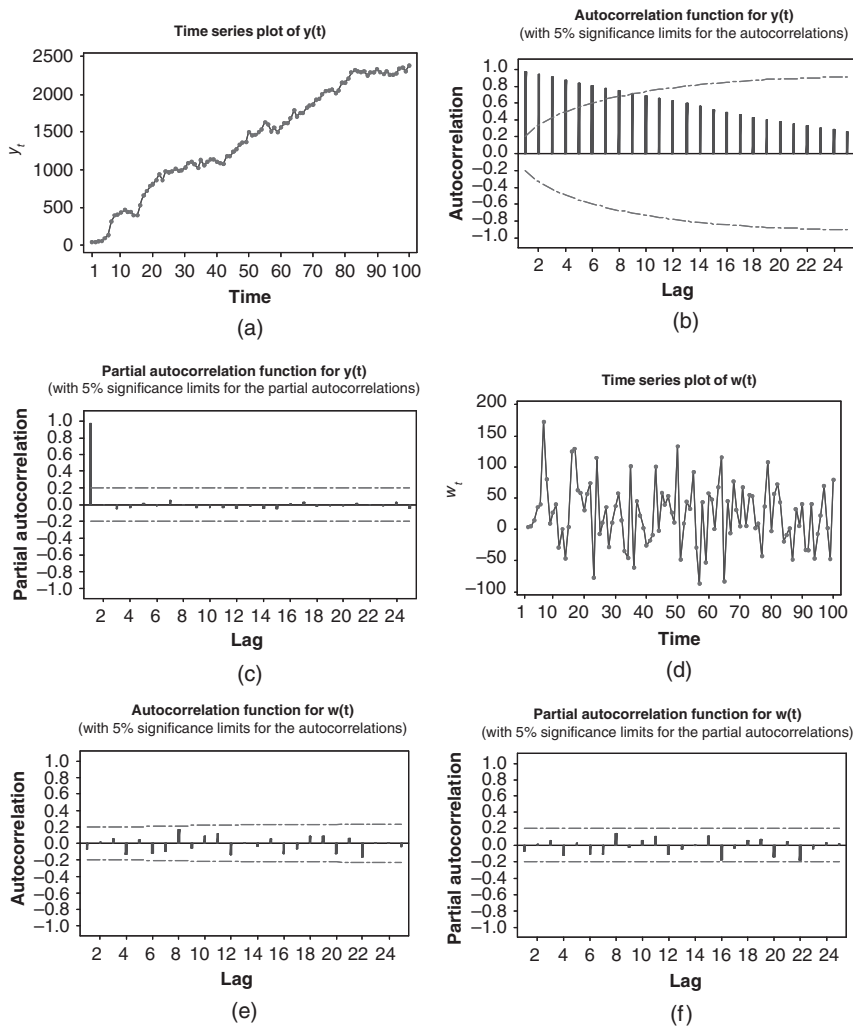 Time series plot of y(t)
2500
2000
1500
1000
500
0
y_t
1 10 20 30 40 50 60 70 80 90 100
Time
(a)
Autocorrelation function for y(t)
(with 5% significance limits for the autocorrelations)
1.0
0.8
0.6
0.4
0.2
0.0
−0.2
−0.4
−0.6
−0.8
−1.0
Autocorrelation
2 4 6 8 10 12 14 16 18 20 22 24
Lag
(b)
Partial autocorrelation function for y(t)
(with 5% significance limits for the partial autocorrelations)
1.0
0.8
0.6
0.4
0.2
0.0
−0.2
−0.4
−0.6
−0.8
−1.0
Partial autocorrelation
2 4 6 8 10 12 14 16 18 20 22 24
Lag
(c)
Time series plot of w(t)
200
150
100
50
0
−50
−100
w_t
1 10 20 30 40 50 60 70 80 90 100
Time
(d)
Autocorrelation function for w(t)
(with 5% significance limits for the autocorrelations)
1.0
0.8
0.6
0.4
0.2
0.0
−0.2
−0.4
−0.6
−0.8
−1.0
Autocorrelation
2 4 6 8 10 12 14 16 18 20 22 24
Lag
(e)
Partial autocorrelation function for w(t)
(with 5% significance limits for the partial autocorrelations)
1.0
0.8
0.6
0.4
0.2
0.0
−0.2
−0.4
−0.6
−0.8
−1.0
Partial autocorrelation
2 4 6 8 10 12 14 16 18 20 22 24
Lag
(f)